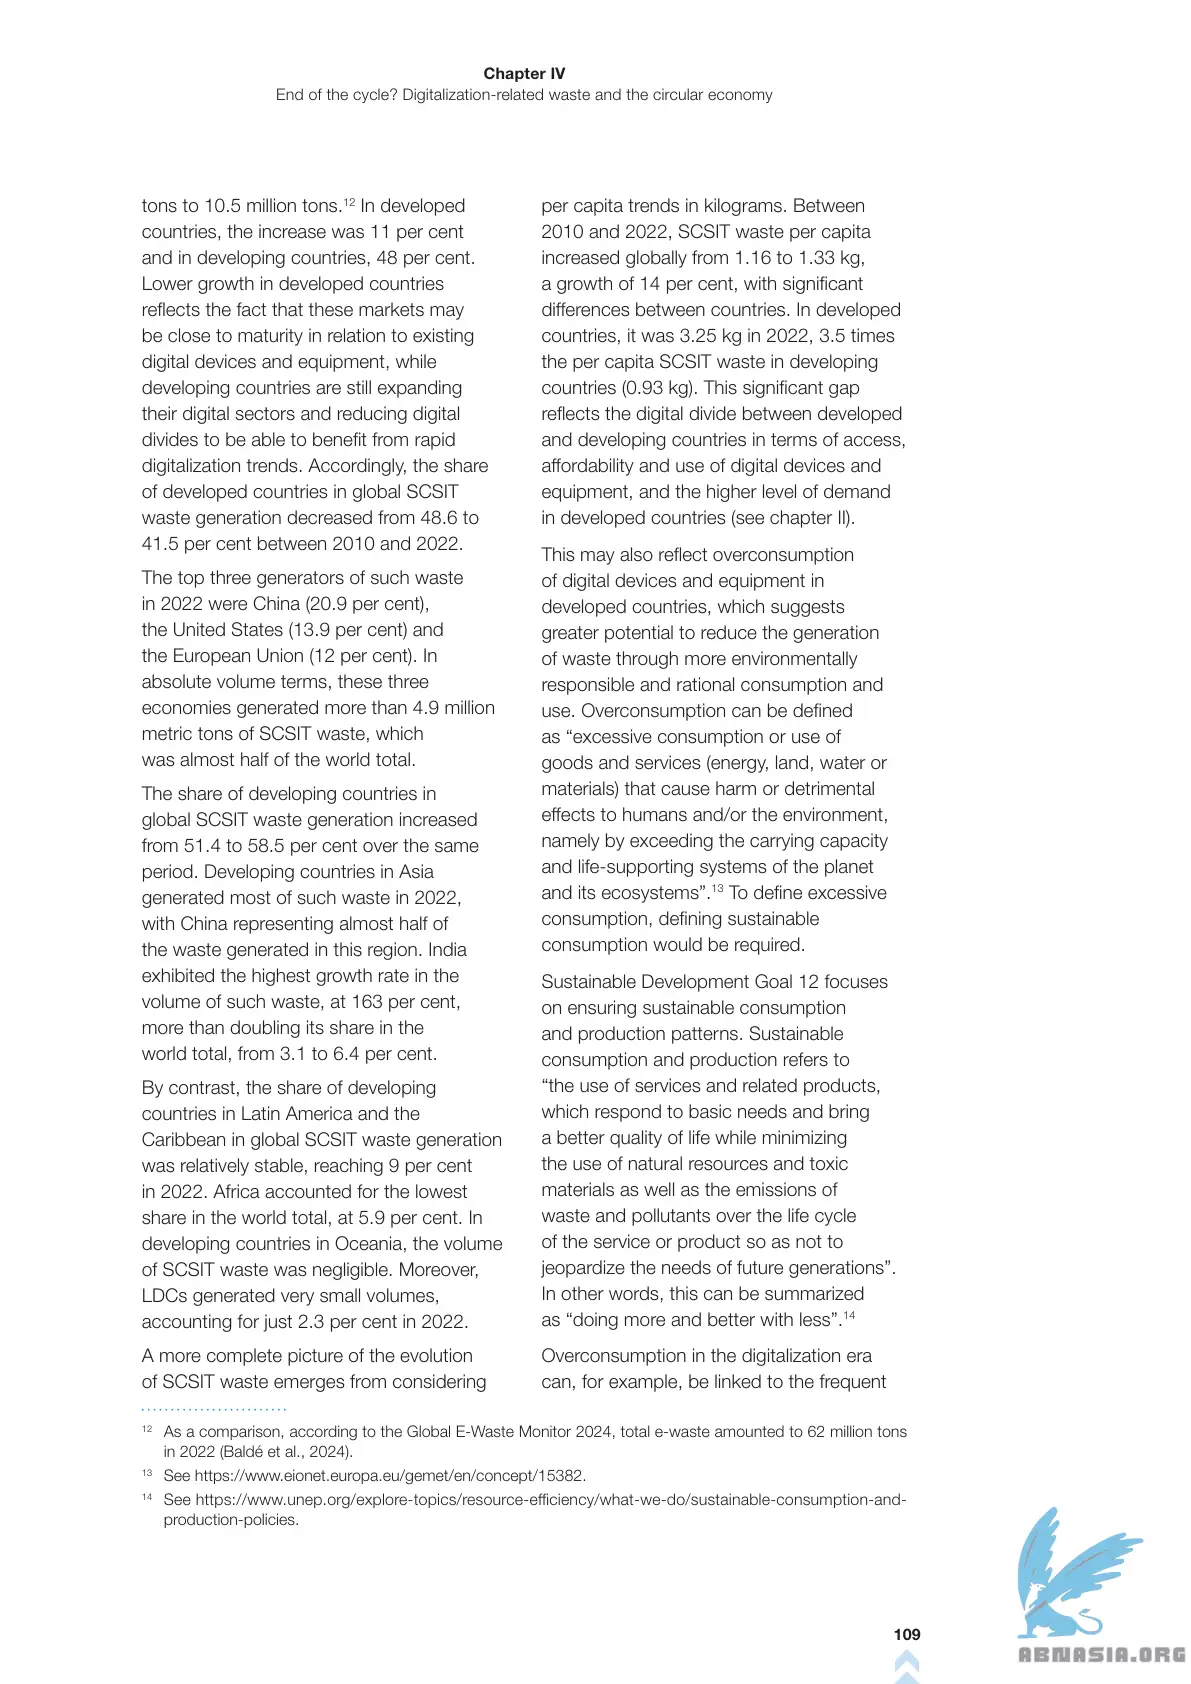 Chapter IV
End of the cycle? Digitalization-related waste and the circular economy
tons to 10.5 million tons.12 In developed
countries, the increase was 11 per cent
and in developing countries, 48 per cent.
Lower growth in developed countries
reflects the fact that these markets may
be close to maturity in relation to existing
digital devices and equipment, while
developing countries are still expanding
their digital sectors and reducing digital
divides to be able to benefit from rapid
digitalization trends. Accordingly, the share
of developed countries in global SCSIT
waste generation decreased from 48.6 to
41.5 per cent between 2010 and 2022.
The top three generators of such waste
in 2022 were China (20.9 per cent),
the United States (13.9 per cent) and
the European Union (12 per cent). In
absolute volume terms, these three
economies generated more than 4.9 million
metric tons of SCSIT waste, which
was almost half of the world total.
The share of developing countries in
global SCSIT waste generation increased
from 51.4 to 58.5 per cent over the same
period. Developing countries in Asia
generated most of such waste in 2022,
with China representing almost half of
the waste generated in this region. India
exhibited the highest growth rate in the
volume of such waste, at 163 per cent,
more than doubling its share in the
world total, from 3.1 to 6.4 per cent.
By contrast, the share of developing
countries in Latin America and the
Caribbean in global SCSIT waste generation
was relatively stable, reaching 9 per cent
in 2022. Africa accounted for the lowest
share in the world total, at 5.9 per cent. In
developing countries in Oceania, the volume
of SCSIT waste was negligible. Moreover,
LDCs generated very small volumes,
accounting for just 2.3 per cent in 2022.
A more complete picture of the evolution
of SCSIT waste emerges from considering
per capita trends in kilograms. Between
2010 and 2022, SCSIT waste per capita
increased globally from 1.16 to 1.33 kg,
a growth of 14 per cent, with significant
differences between countries. In developed
countries, it was 3.25 kg in 2022, 3.5 times
the per capita SCSIT waste in developing
countries (0.93 kg). This significant gap
reflects the digital divide between developed
and developing countries in terms of access,
affordability and use of digital devices and
equipment, and the higher level of demand
in developed countries (see chapter II).
This may also reflect overconsumption
of digital devices and equipment in
developed countries, which suggests
greater potential to reduce the generation
of waste through more environmentally
responsible and rational consumption and
use. Overconsumption can be defined
as “excessive consumption or use of
goods and services (energy, land, water or
materials) that cause harm or detrimental
effects to humans and/or the environment,
namely by exceeding the carrying capacity
and life-supporting systems of the planet
and its ecosystems”.13 To define excessive
consumption, defining sustainable
consumption would be required.
Sustainable Development Goal 12 focuses
on ensuring sustainable consumption
and production patterns. Sustainable
consumption and production refers to
“the use of services and related products,
which respond to basic needs and bring
a better quality of life while minimizing
the use of natural resources and toxic
materials as well as the emissions of
waste and pollutants over the life cycle
of the service or product so as not to
jeopardize the needs of future generations”.
In other words, this can be summarized
as “doing more and better with less”.14
Overconsumption in the digitalization era
can, for example, be linked to the frequent
12 As a comparison, according to the Global E-Waste Monitor 2024, total e-waste amounted to 62 million tons
in 2022 (Baldé et al., 2024).
13 See https://www.eionet.europa.eu/gemet/en/concept/15382.
14 See https://www.unep.org/explore-topics/resource-efficiency/what-we-do/sustainable-consumption-and-
production-policies.
109
ABNASIA.ORG